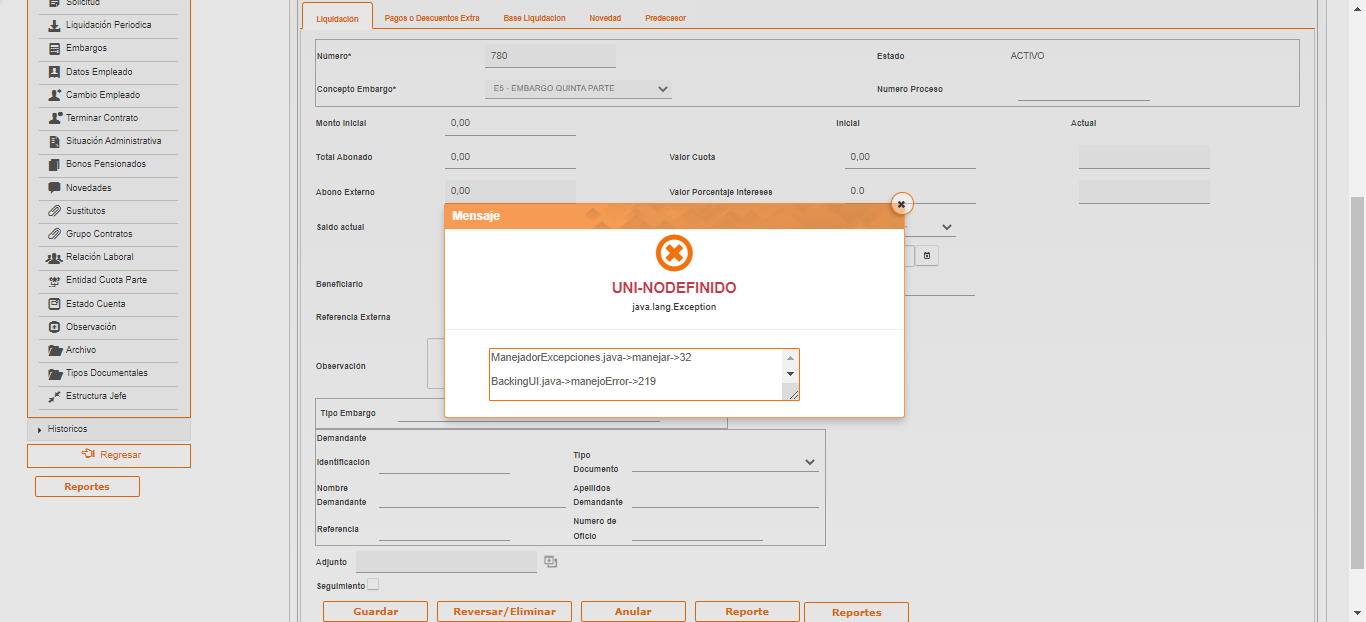 Solicitud
Liquidación Periodica
Embargos
Datos Empleado
Cambio Empleado
Terminar Contrato
Situación Administrativa
Bonos Pensionados
Novedades
Sustitutos
Grupo Contratos
Relación Laboral
Entidad Cuota Parte
Estado Cuenta
Observación
Archivo
Tipos Documentales
Estructura Jefe
Historicos
Regresar
Reportes
Liquidación Pagos o Descuentos Extra Base Liquidacion Novedad Predecesor
Número* 780 Estado ACTIVO
Concepto Embargo* E5 - EMBARGO QUINTA PARTE Numero Proceso
Monto Inicial 0,00 Inicial Actual
Total Abonado 0,00 Valor Cuota 0,00
Abono Externo 0,00 Valor Porcentaje Intereses 0.0
Saldo actual
Beneficiario
Referencia Externa
Observación
Mensaje
UNI-NODEFINIDO
java.lang.Exception
ManejadorExcepciones.java->manejar->32
BackingUI.java->manejoError->219
Tipo Embargo
Demandante
Identificación Tipo
Documento
Nombre Apellidos
Demandante Demandante
Referencia Numero de
Oficio
Adjunto
Seguimiento
Guardar Reversar/Eliminar Anular Reporte Reportes